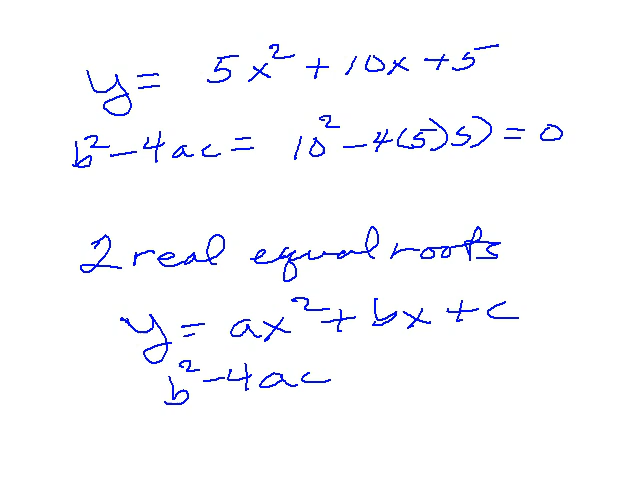 y = 5x² + 10x + 5
b² - 4ac = 10² - 4(5)5) = 0
2 real equal roots
y = ax² + bx + c
b² - 4ac